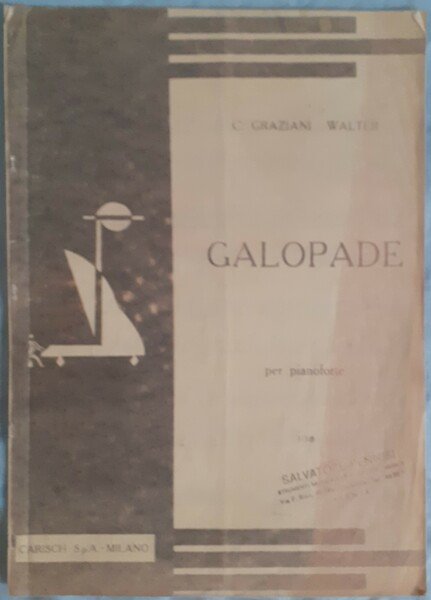 C. GRAZIANI WALTER
GALOPADE
per pianoforte
SALVATORE
CARISCH S.p.A. - MILANO